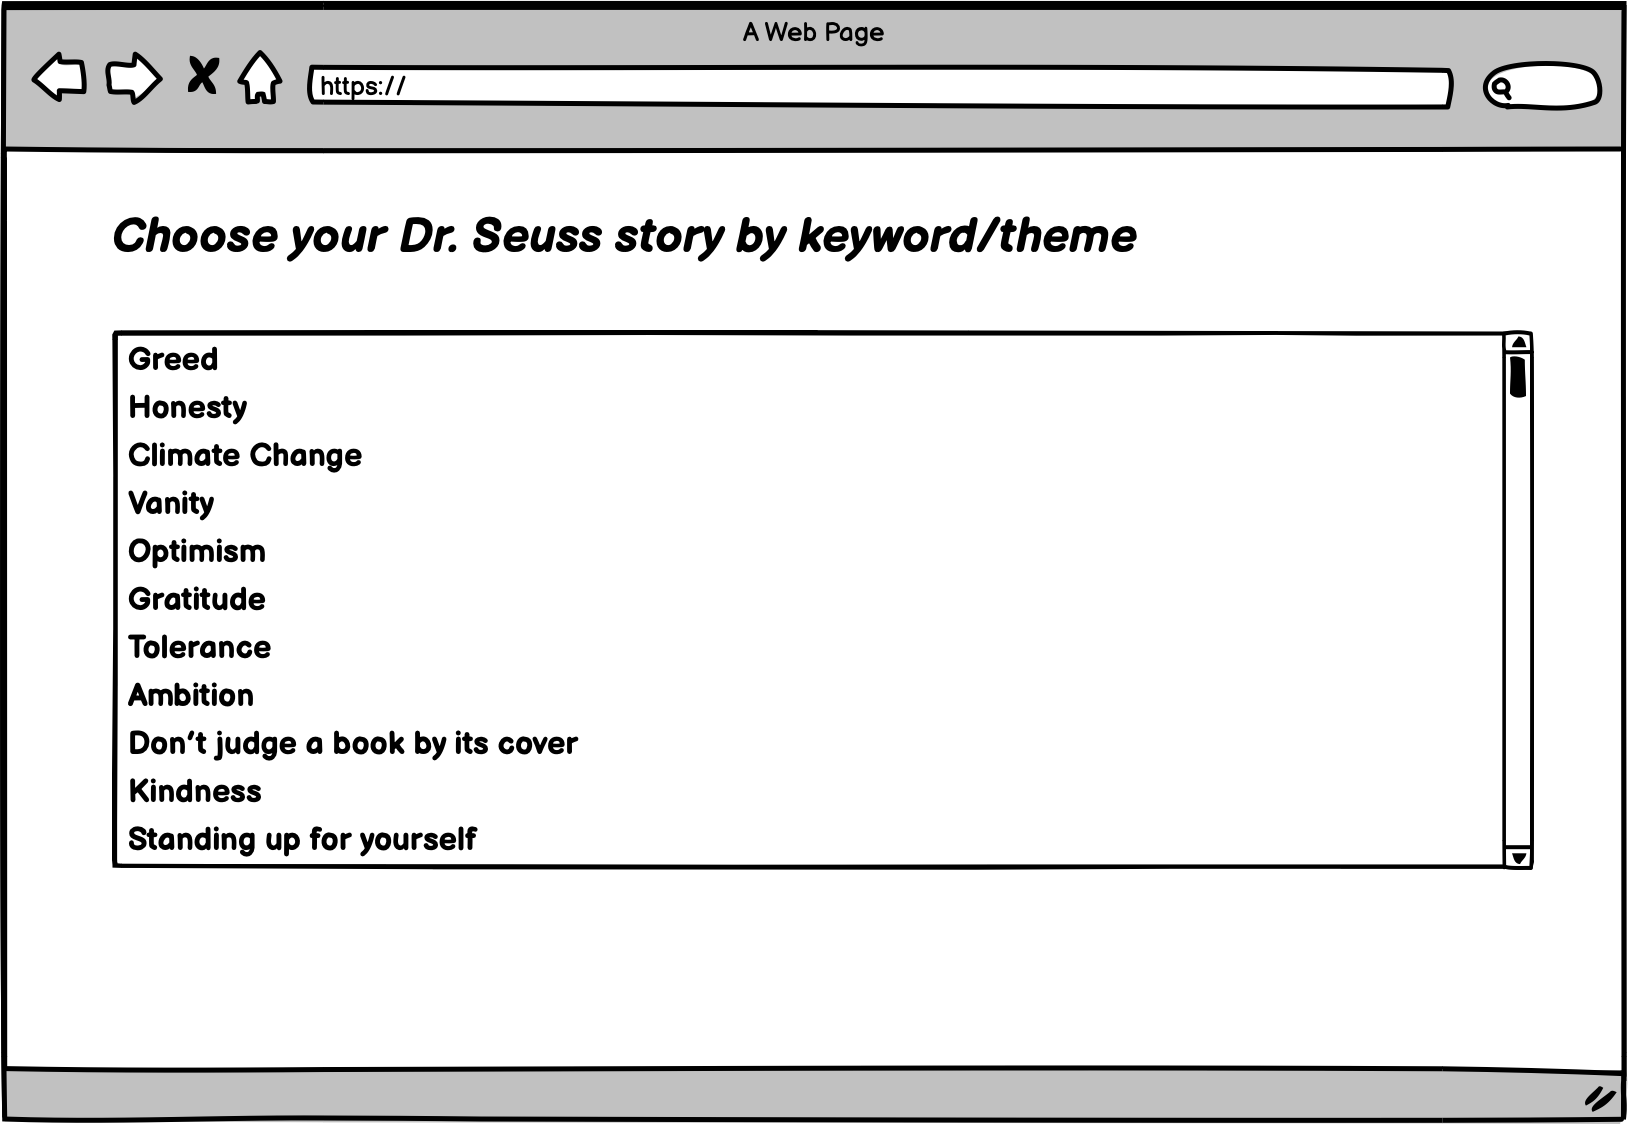 A Web Page
https://
Choose your Dr. Seuss story by keyword/theme
Greed
Honesty
Climate Change
Vanity
Optimism
Gratitude
Tolerance
Ambition
Don't judge a book by its cover
Kindness
Standing up for yourself